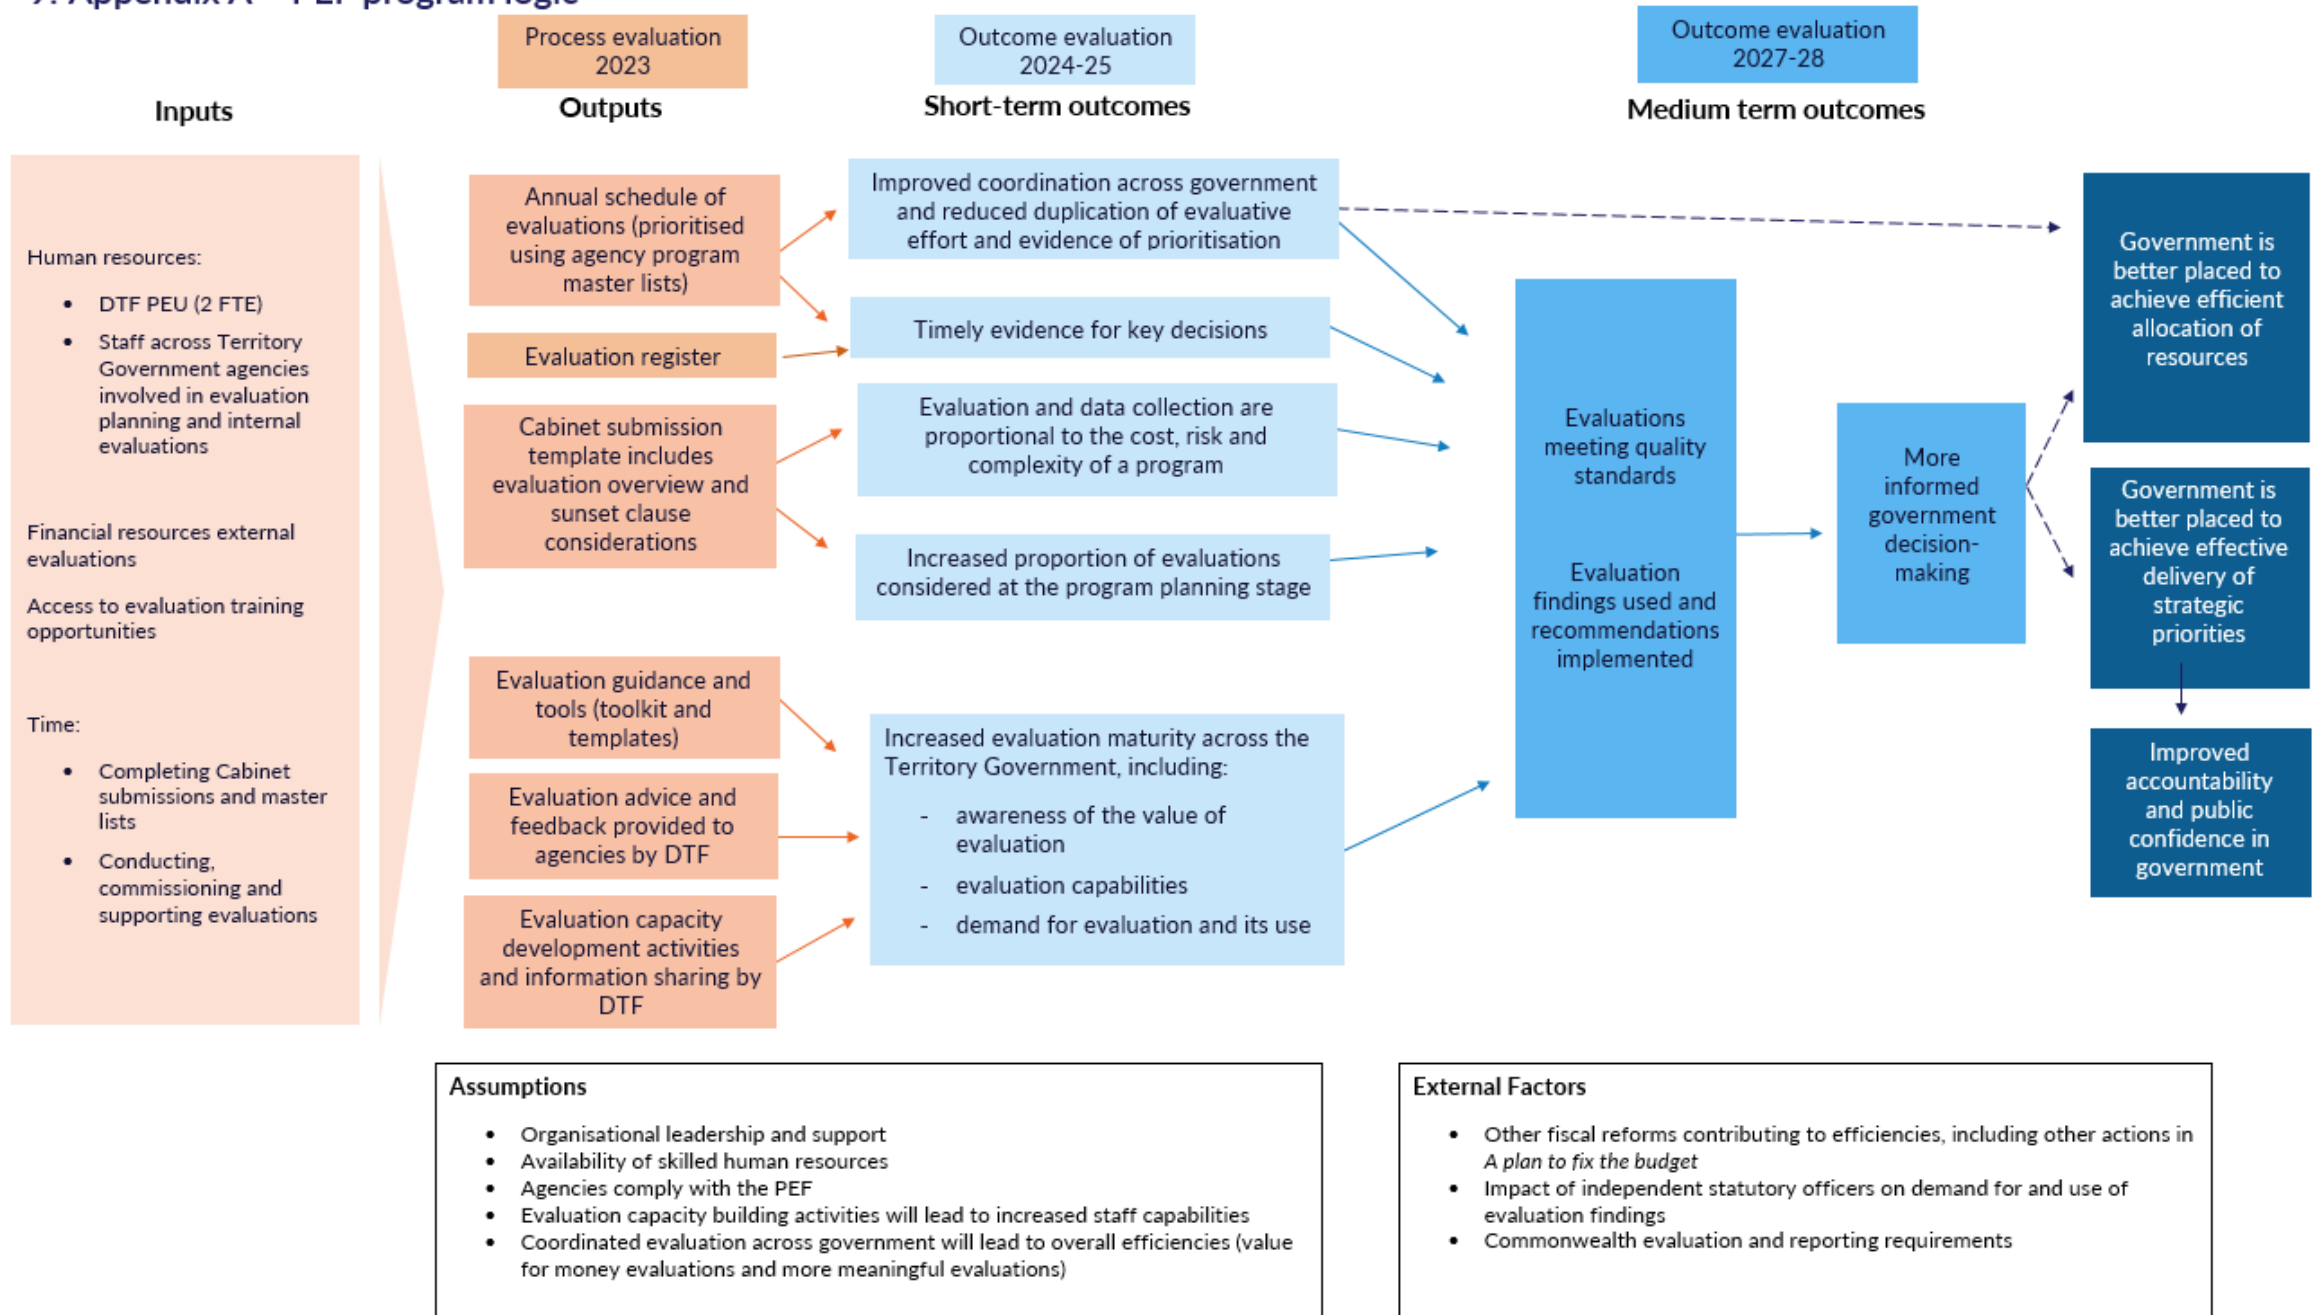 9. Appendix A – PEF program logic
Process evaluation
2023
Outcome evaluation
2024-25
Outcome evaluation
2027-28
Inputs
Outputs
Short-term outcomes
Medium term outcomes
Human resources:
• DTF PEU (2 FTE)
• Staff across Territory
Government agencies
involved in evaluation
planning and internal
evaluations
Financial resources external
evaluations
Access to evaluation training
opportunities
Time:
• Completing Cabinet
submissions and master
lists
• Conducting,
commissioning and
supporting evaluations
Annual schedule of
evaluations (prioritised
using agency program
master lists)
Evaluation register
Cabinet submission
template includes
evaluation overview and
sunset clause
considerations
Evaluation guidance and
tools (toolkit and
templates)
Evaluation advice and
feedback provided to
agencies by DTF
Evaluation capacity
development activities
and information sharing by
DTF
Improved coordination across government
and reduced duplication of evaluative
effort and evidence of prioritisation
Timely evidence for key decisions
Evaluation and data collection are
proportional to the cost, risk and
complexity of a program
Increased proportion of evaluations
considered at the program planning stage
Increased evaluation maturity across the
Territory Government, including:
- awareness of the value of
evaluation
- evaluation capabilities
- demand for evaluation and its use
Evaluations
meeting quality
standards
Evaluation
findings used and
recommendations
implemented
More
informed
government
decision-
making
Government is
better placed to
achieve efficient
allocation of
resources
Government is
better placed to
achieve effective
delivery of
strategic
priorities
Improved
accountability
and public
confidence in
government
Assumptions
• Organisational leadership and support
• Availability of skilled human resources
• Agencies comply with the PEF
• Evaluation capacity building activities will lead to increased staff capabilities
• Coordinated evaluation across government will lead to overall efficiencies (value
for money evaluations and more meaningful evaluations)
External Factors
• Other fiscal reforms contributing to efficiencies, including other actions in
A plan to fix the budget
• Impact of independent statutory officers on demand for and use of
evaluation findings
• Commonwealth evaluation and reporting requirements